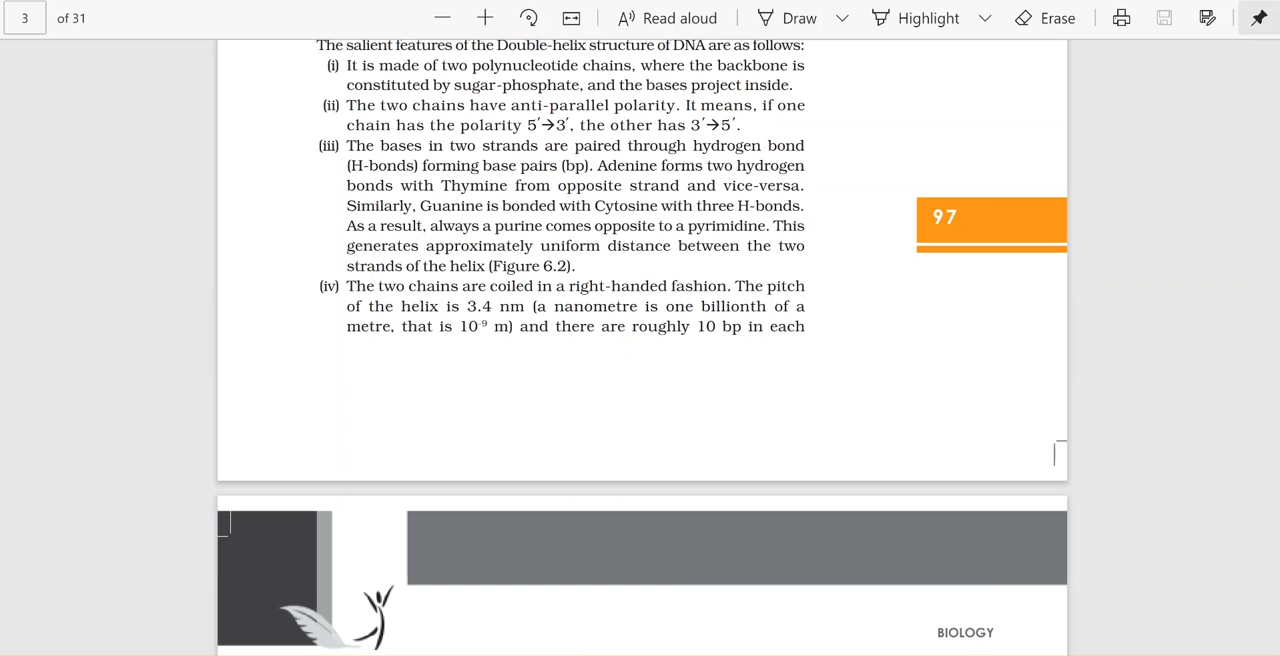 3 of 31 Read aloud Draw Highlight Erase
The salient features of the Double-helix structure of DNA are as follows:
(i) It is made of two polynucleotide chains, where the backbone is
constituted by sugar-phosphate, and the bases project inside.
(ii) The two chains have anti-parallel polarity. It means, if one
chain has the polarity 5′→3′, the other has 3′→5′.
(iii) The bases in two strands are paired through hydrogen bond
(H-bonds) forming base pairs (bp). Adenine forms two hydrogen
bonds with Thymine from opposite strand and vice-versa.
Similarly, Guanine is bonded with Cytosine with three H-bonds.
As a result, always a purine comes opposite to a pyrimidine. This
generates approximately uniform distance between the two
strands of the helix (Figure 6.2).
97
(iv) The two chains are coiled in a right-handed fashion. The pitch
of the helix is 3.4 nm (a nanometre is one billionth of a
metre, that is 10⁻⁹ m) and there are roughly 10 bp in each
BIOLOGY